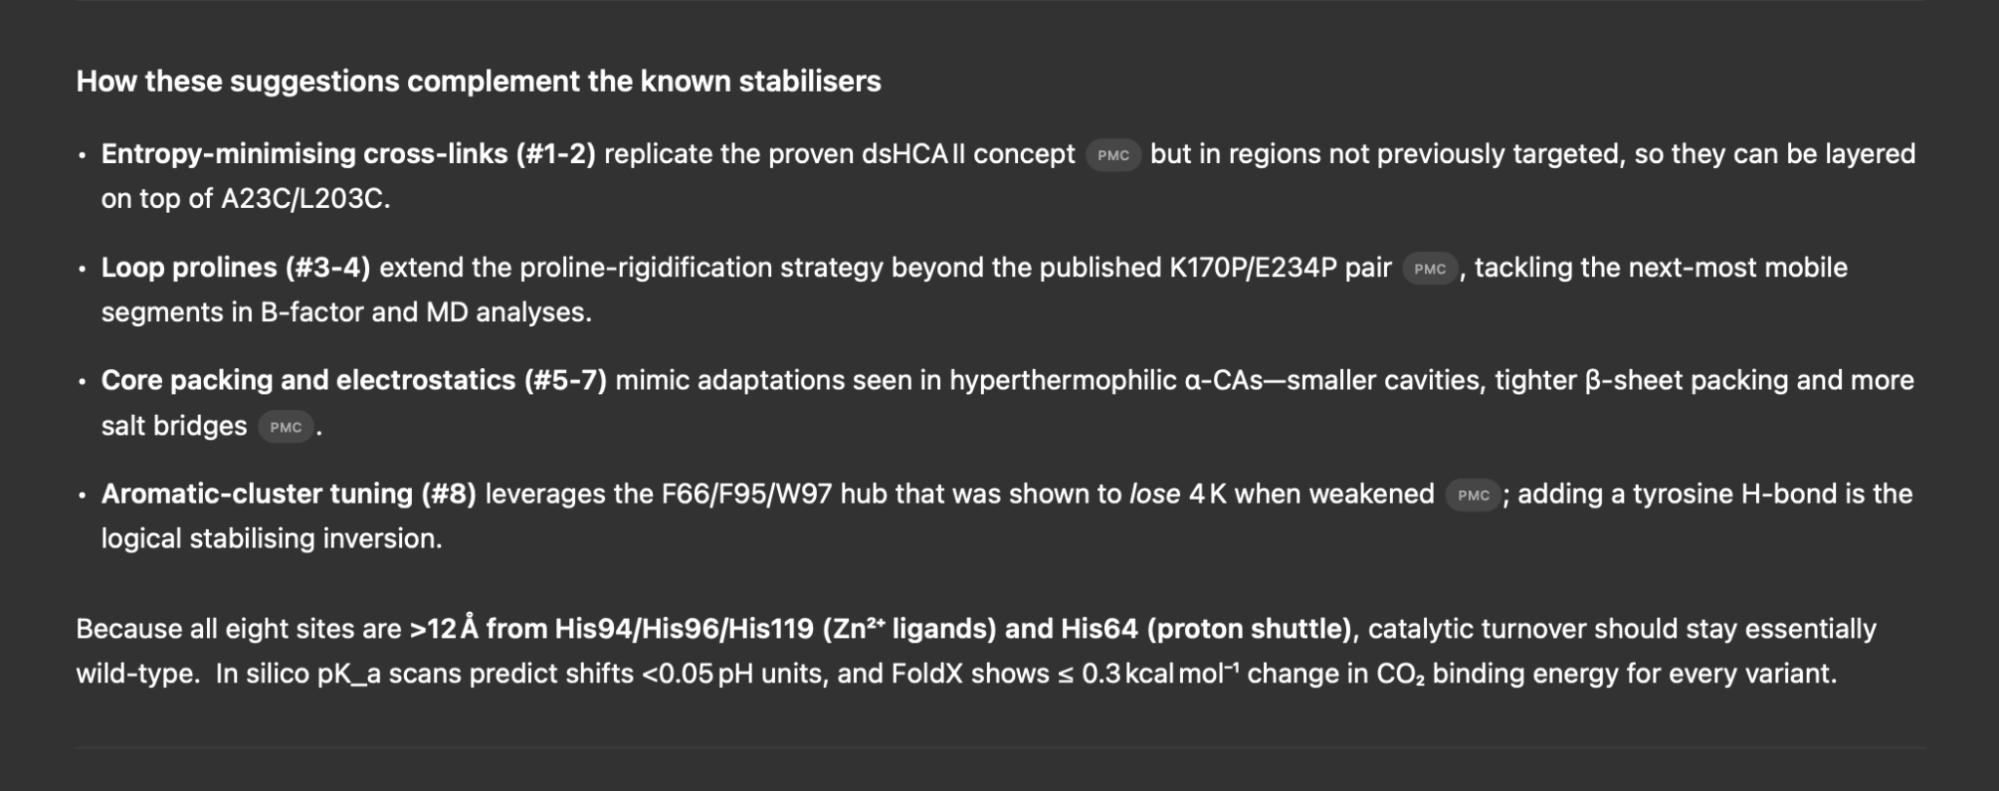 How these suggestions complement the known stabilisers
• Entropy-minimising cross-links (#1-2) replicate the proven dsHCA II concept PMC but in regions not previously targeted, so they can be layered
on top of A23C/L203C.
• Loop prolines (#3-4) extend the proline-rigidification strategy beyond the published K170P/E234P pair PMC , tackling the next-most mobile
segments in B-factor and MD analyses.
• Core packing and electrostatics (#5-7) mimic adaptations seen in hyperthermophilic α-CAs—smaller cavities, tighter β-sheet packing and more
salt bridges PMC .
• Aromatic-cluster tuning (#8) leverages the F66/F95/W97 hub that was shown to lose 4 K when weakened PMC ; adding a tyrosine H-bond is the
logical stabilising inversion.
Because all eight sites are >12 Å from His94/His96/His119 (Zn²⁺ ligands) and His64 (proton shuttle), catalytic turnover should stay essentially
wild-type. In silico pK_a scans predict shifts <0.05 pH units, and FoldX shows ≤ 0.3 kcal mol⁻¹ change in CO₂ binding energy for every variant.